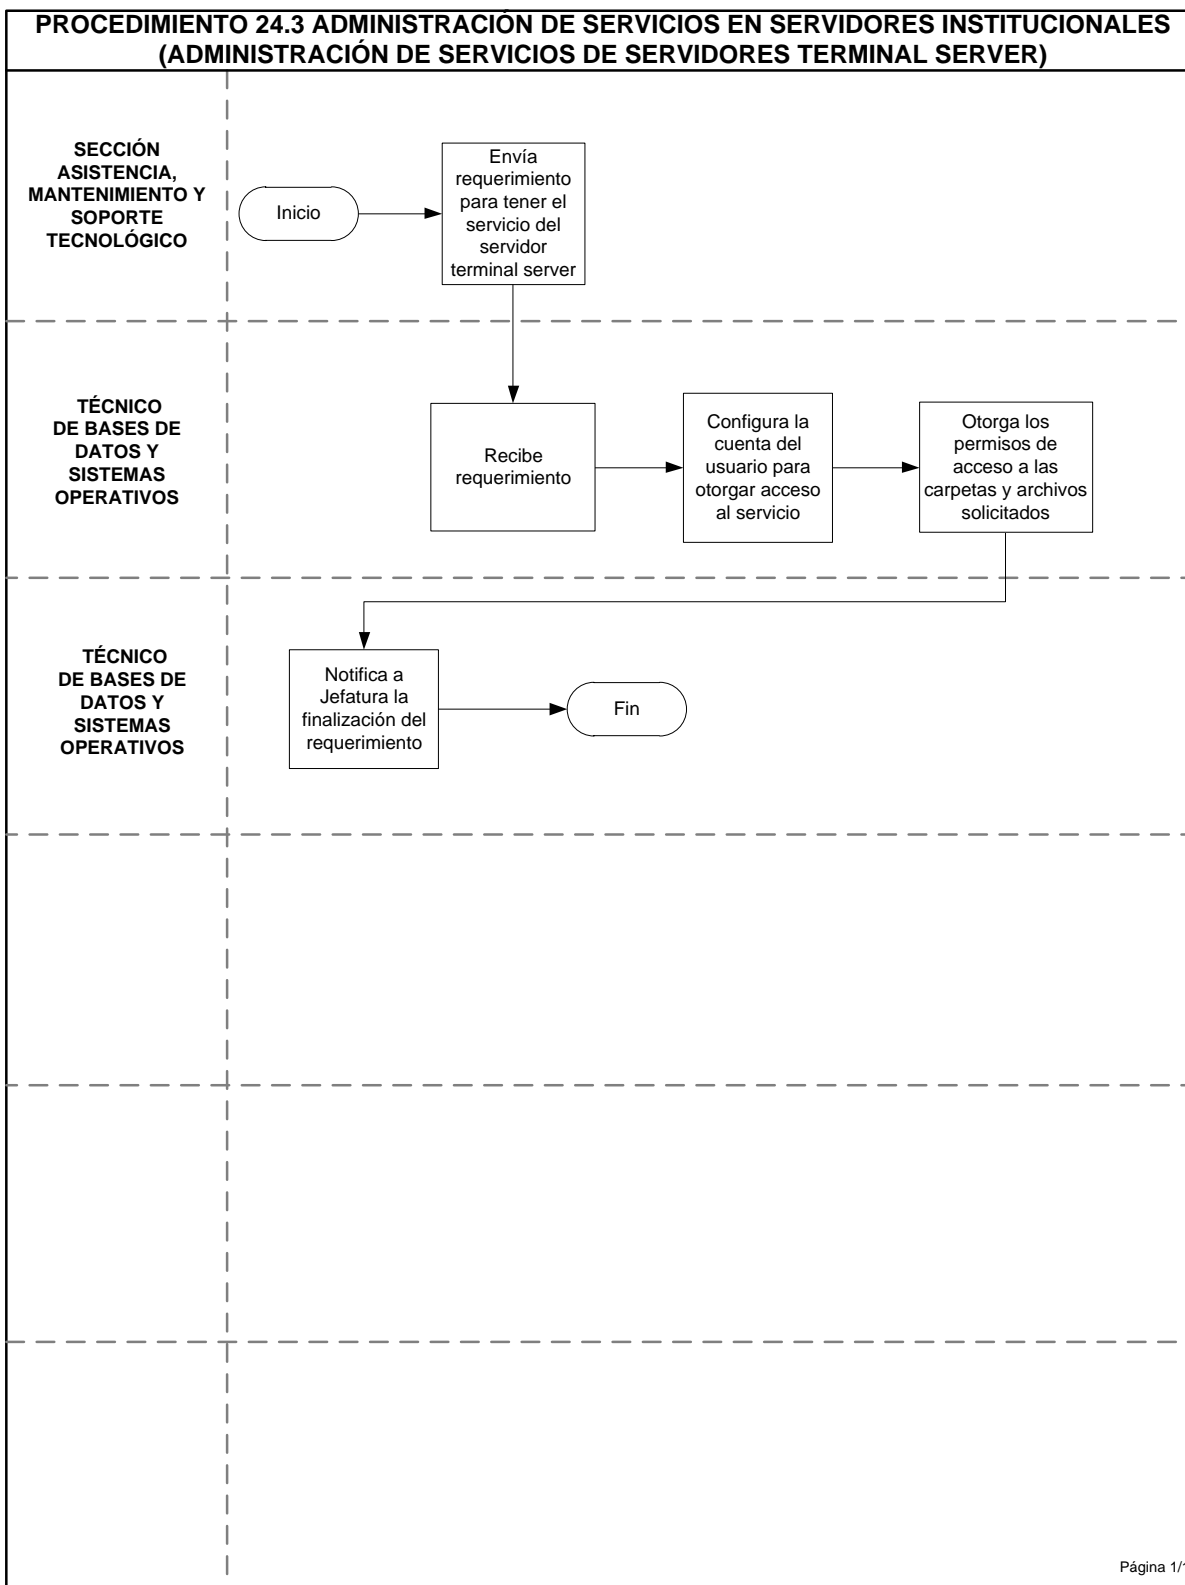 PROCEDIMIENTO 24.3 ADMINISTRACIÓN DE SERVICIOS EN SERVIDORES INSTITUCIONALES
(ADMINISTRACIÓN DE SERVICIOS DE SERVIDORES TERMINAL SERVER)
SECCIÓN
ASISTENCIA,
MANTENIMIENTO Y
SOPORTE
TECNOLÓGICO
Inicio
Envía
requerimiento
para tener el
servicio del
servidor
terminal server
TÉCNICO
DE BASES DE
DATOS Y
SISTEMAS
OPERATIVOS
Recibe
requerimiento
Configura la
cuenta del
usuario para
otorgar acceso
al servicio
Otorga los
permisos de
acceso a las
carpetas y archivos
solicitados
TÉCNICO
DE BASES DE
DATOS Y
SISTEMAS
OPERATIVOS
Notifica a
Jefatura la
finalización del
requerimiento
Fin
Página 1/1